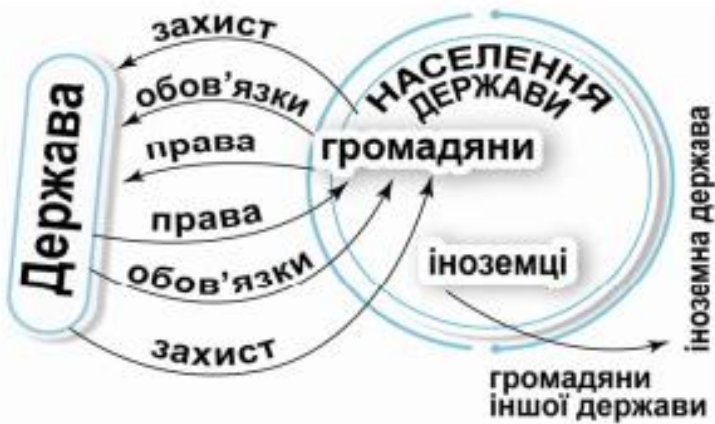 захист
обов'язки
права
права
обов'язки
захист
Держава
НАСЕЛЕННЯ
ДЕРЖАВИ
громадяни
іноземці
іноземна держава
громадяни
іншої держави